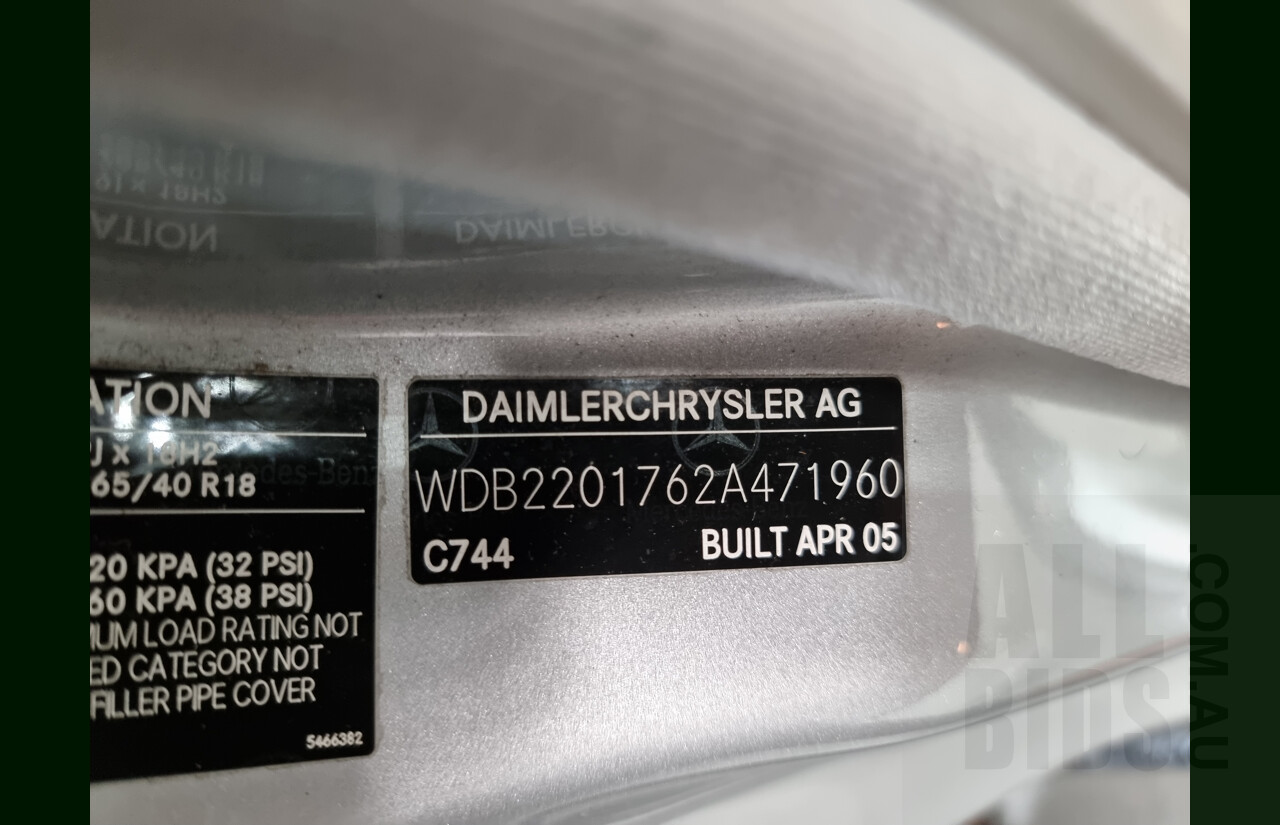 ATION
J x 18H2
65/40 R18
20 KPA (32 PSI)
60 KPA (38 PSI)
MUM LOAD RATING NOT
ED CATEGORY NOT
FILLER PIPE COVER
5466382
DAIMLERCHRYSLER AG
WDB2201762A471960
C744
BUILT APR 05
ALL
BIDS
.COM.AU